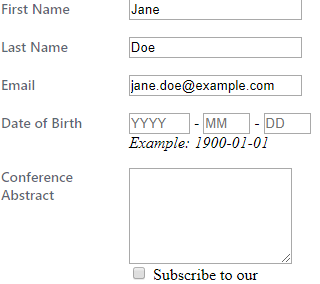 First Name Jane
Last Name Doe
Email jane.doe@example.com
Date of Birth YYYY - MM - DD
Example: 1900-01-01
Conference
Abstract
Subscribe to our